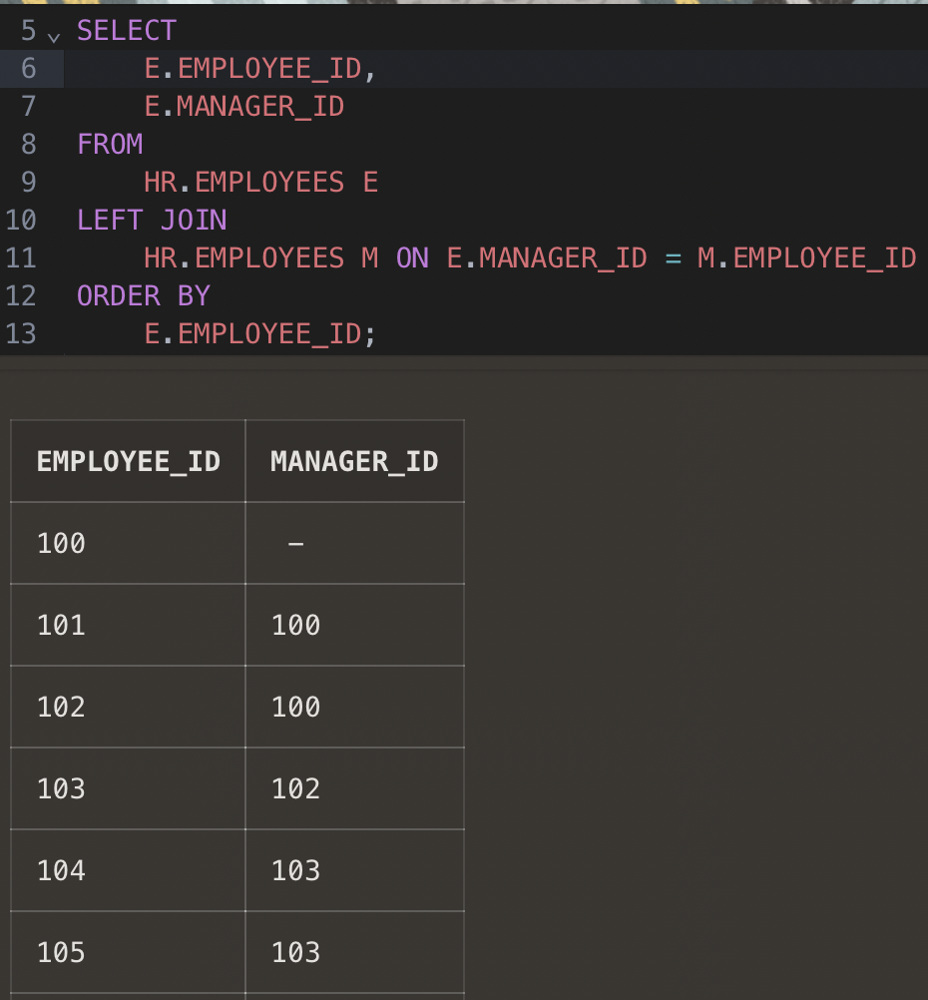 5 SELECT
6 E.EMPLOYEE_ID,
7 E.MANAGER_ID
8 FROM
9 HR.EMPLOYEES E
10 LEFT JOIN
11 HR.EMPLOYEES M ON E.MANAGER_ID = M.EMPLOYEE_ID
12 ORDER BY
13 E.EMPLOYEE_ID;
EMPLOYEE_ID MANAGER_ID
100 –
101 100
102 100
103 102
104 103
105 103